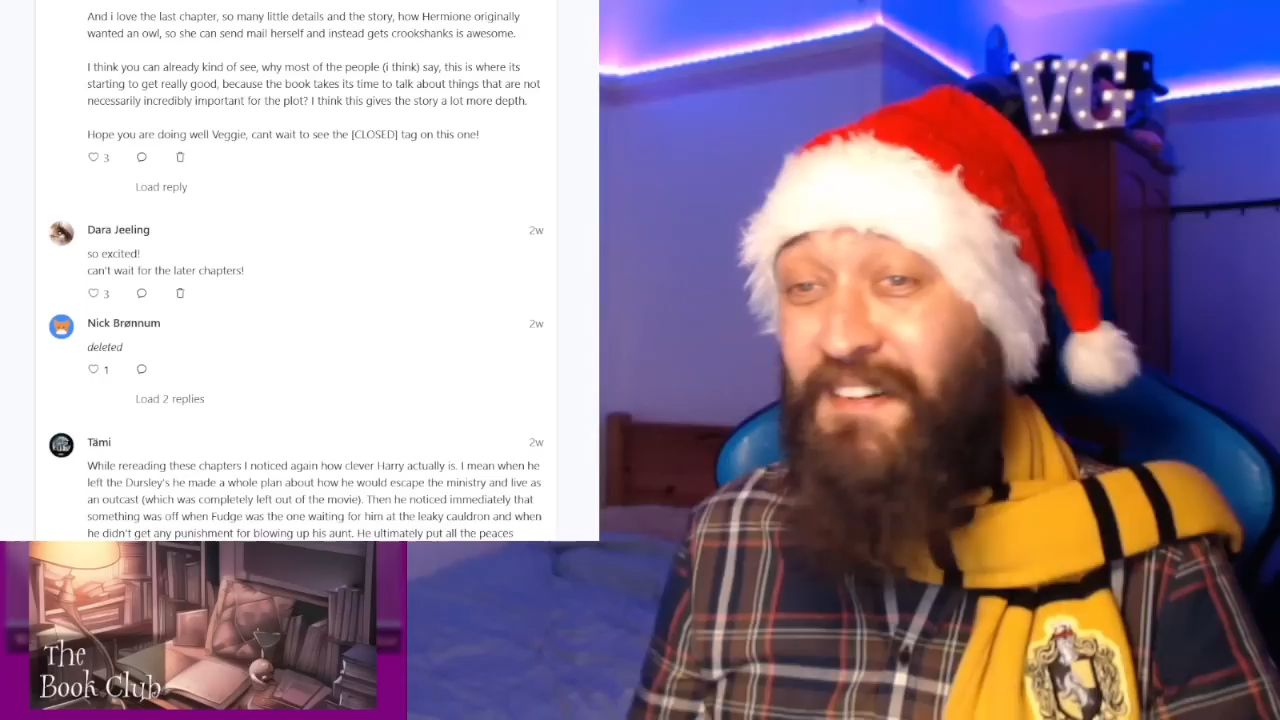 And i love the last chapter, so many little details and the story, how Hermione originally
wanted an owl, so she can send mail herself and instead gets crookshanks is awesome.
I think you can already kind of see, why most of the people (i think) say, this is where its
starting to get really good, because the book takes its time to talk about things that are not
necessarily incredibly important for the plot? I think this gives the story a lot more depth.
Hope you are doing well Veggie, cant wait to see the [CLOSED] tag on this one!
3
Load reply
Dara Jeeling
2w
so excited!
can't wait for the later chapters!
3
Nick Brønnum
2w
deleted
1
Load 2 replies
Tämi
2w
While rereading these chapters I noticed again how clever Harry actually is. I mean when he
left the Dursley's he made a whole plan about how he would escape the ministry and live as
an outcast (which was completely left out of the movie). Then he noticed immediately that
something was off when Fudge was the one waiting for him at the leaky cauldron and when
he didn't get any punishment for blowing up his aunt. He ultimately put all the peaces
The
Book Club
VG